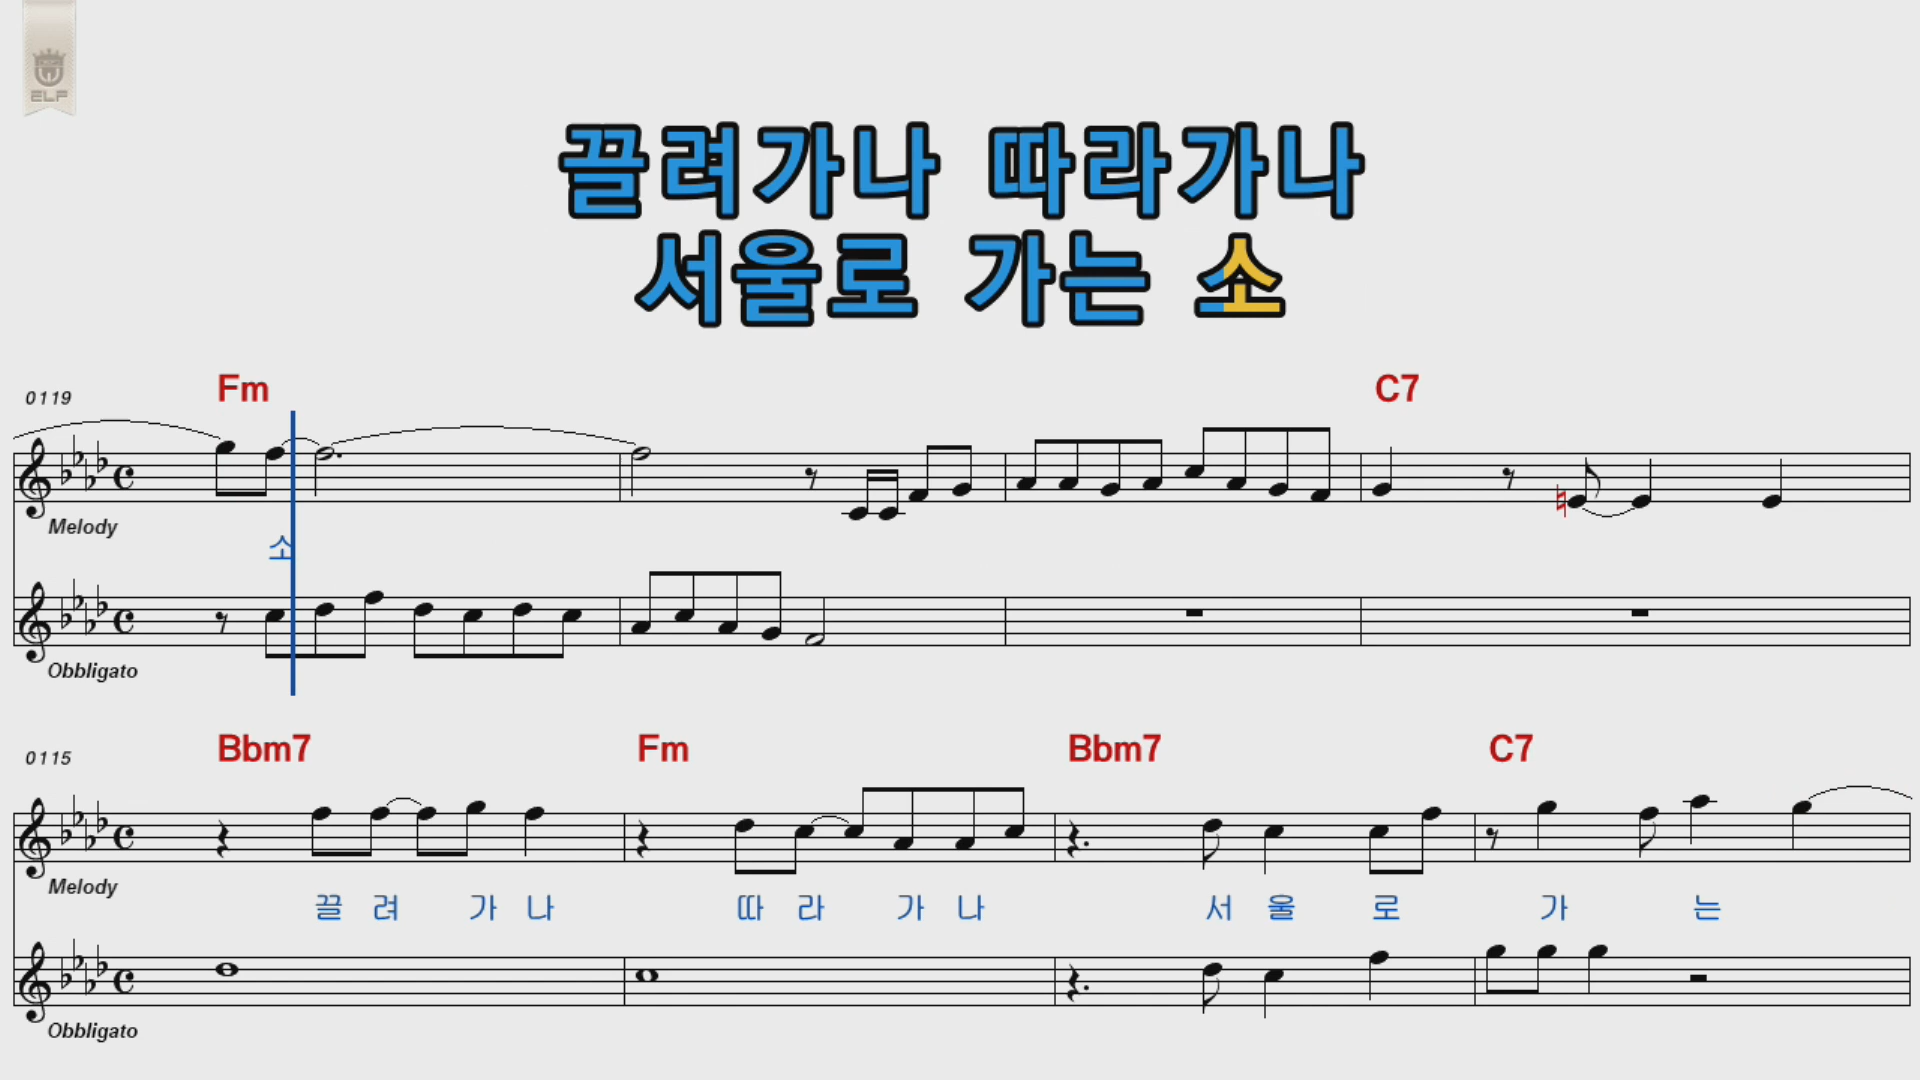 ELF
끌려가나 따라가나
서울로 가는 소
0119
Fm C7
Melody
소
Obbligato
0115
Bbm7 Fm Bbm7 C7
Melody
끌 려 가 나 따 라 가 나 서 울 로 가 는
Obbligato